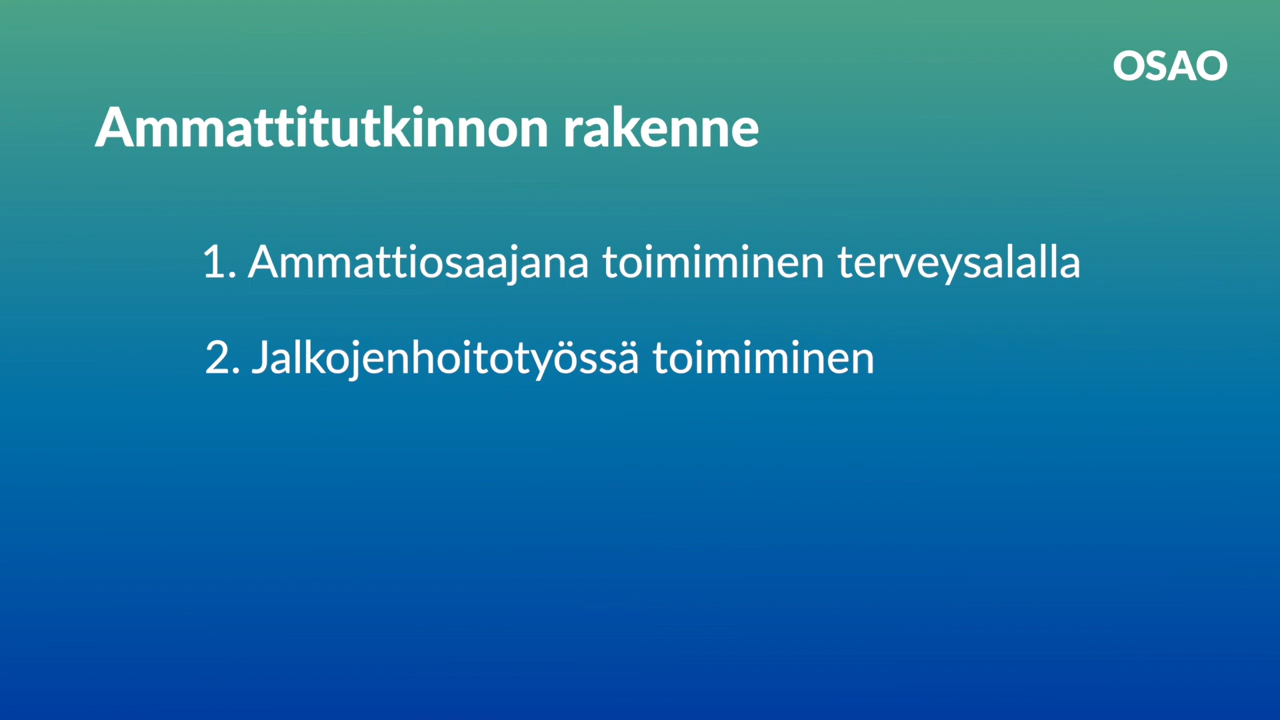 OSAO
Ammattitutkinnon rakenne
1. Ammattiosaajana toimiminen terveysalalla
2. Jalkojenhoitotyössä toimiminen